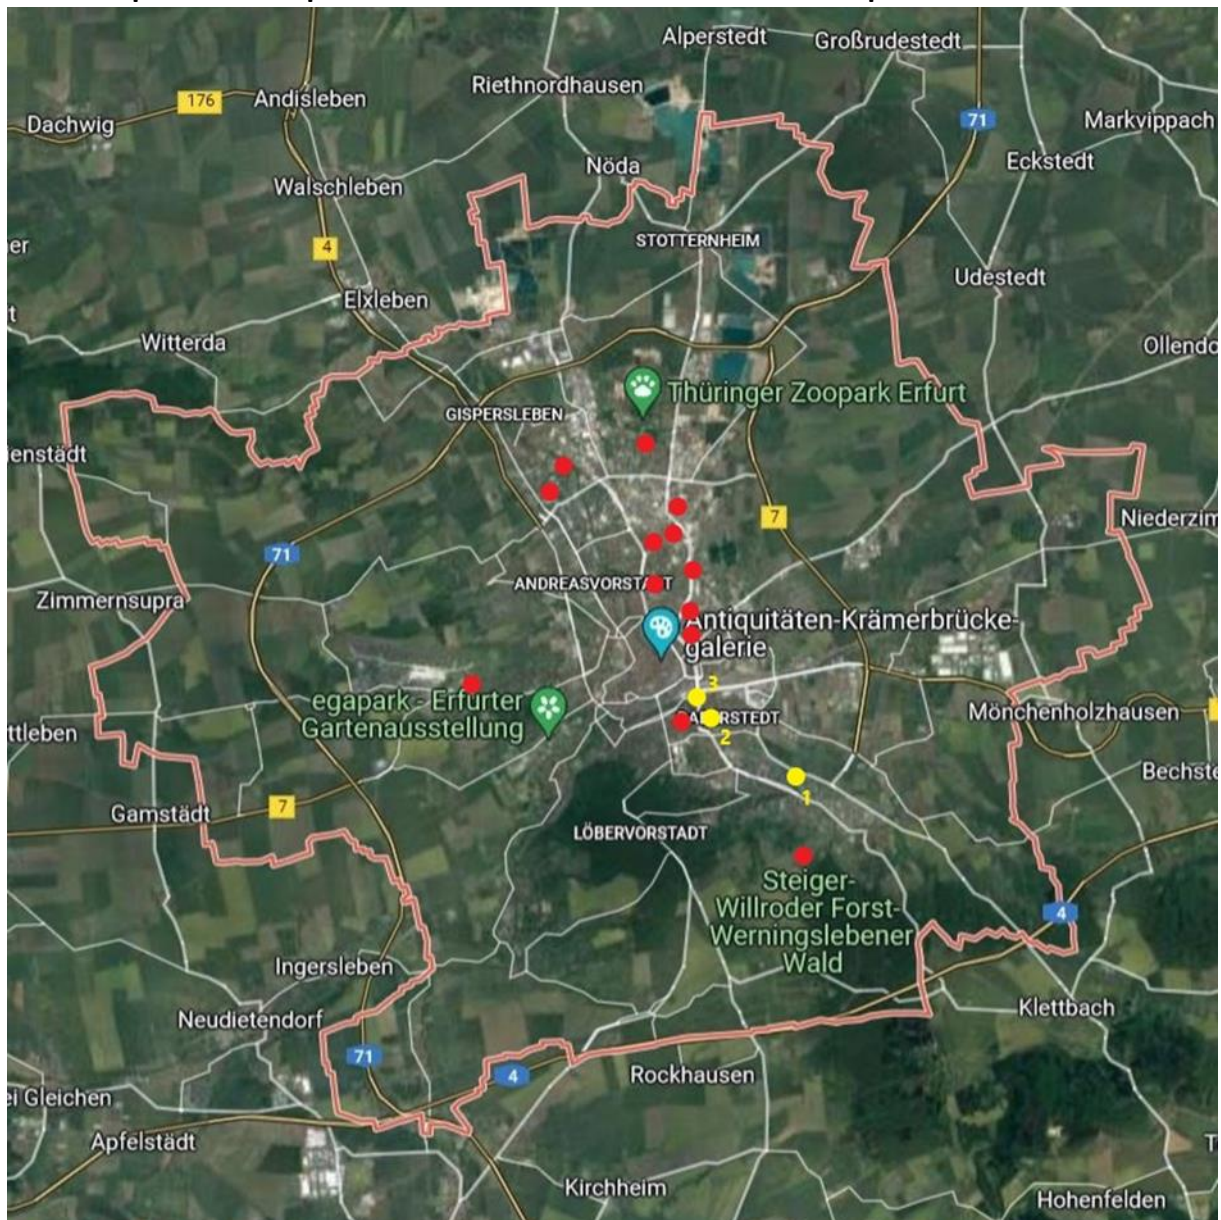 Alperstedt
Großrudestedt
Riethnordhausen
176
Andisleben
71
Markvippach
Dachwig
Eckstedt
Nöda
Walschleben
STOTTERNHEIM
er
4
Udestedt
Elxleben
t
Witterda
Ollendo
Thüringer Zoopark Erfurt
GISPERSLEBEN
ienstädt
7
Niederzim
71
ANDREASVORSTADT
Zimmernsupra
Antiquitäten-Krämerbrücke-
galerie
3
egapark - Erfurter
Gartenausstellung
Mönchenholzhausen
ttleben
2
Bechste
1
7
Gamstädt
LÖBERVORSTADT
Steiger-
Willroder Forst-
Werningslebener
Wald
4
Ingersleben
Klettbach
Neudietendorf
71
4
Rockhausen
ei Gleichen
Apfelstädt
T
Kirchheim
Hohenfelden